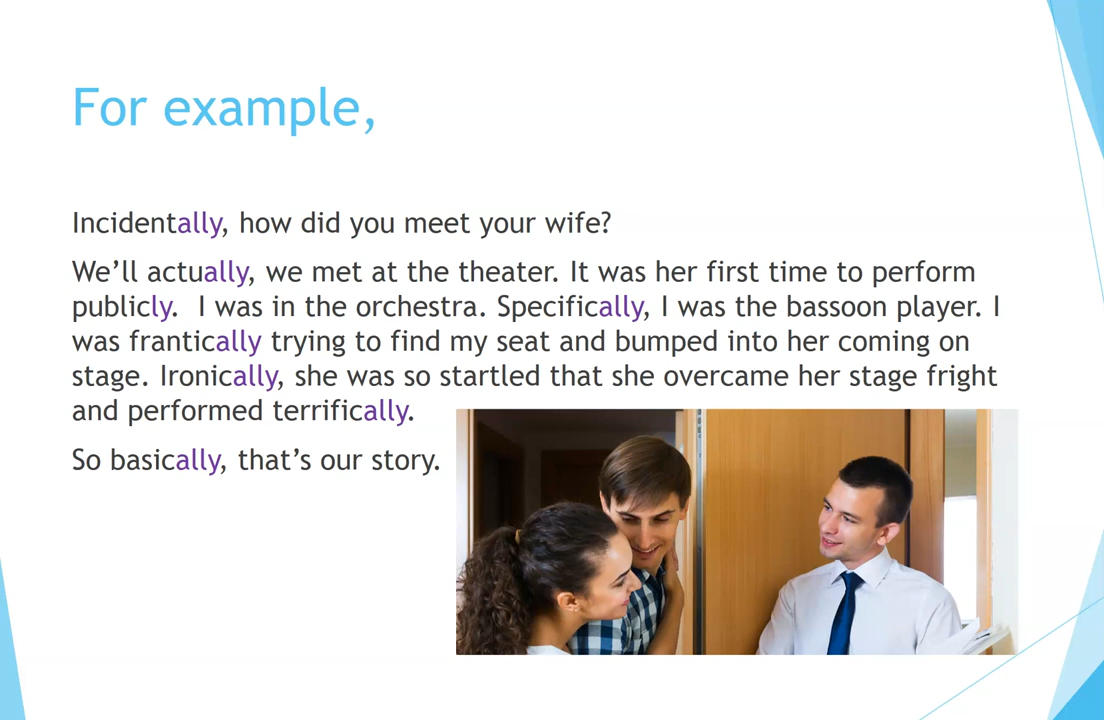 For example,
Incidentally, how did you meet your wife?
We’ll actually, we met at the theater. It was her first time to perform
publicly.  I was in the orchestra. Specifically, I was the bassoon player. I
was frantically trying to find my seat and bumped into her coming on
stage. Ironically, she was so startled that she overcame her stage fright
and performed terrifically.
So basically, that’s our story.